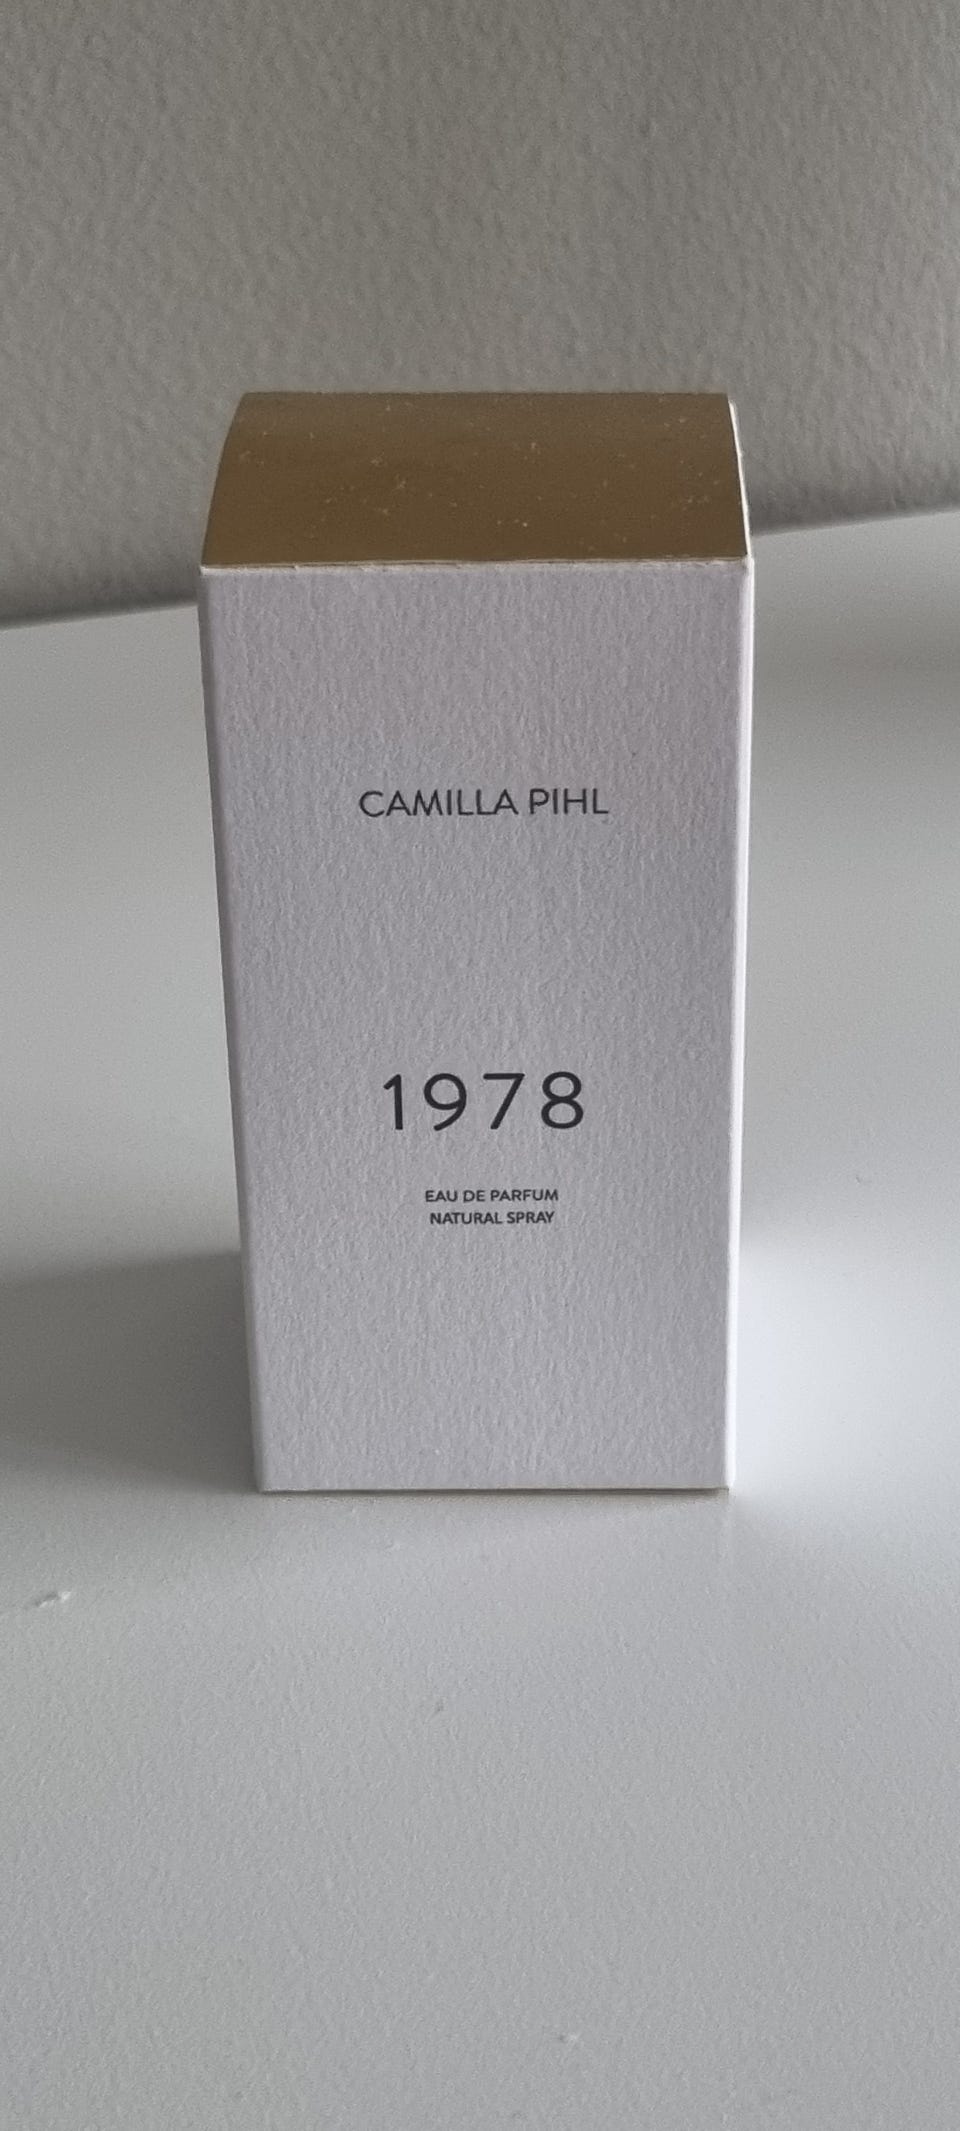 CAMILLA PIHL
1978
EAU DE PARFUM
NATURAL SPRAY